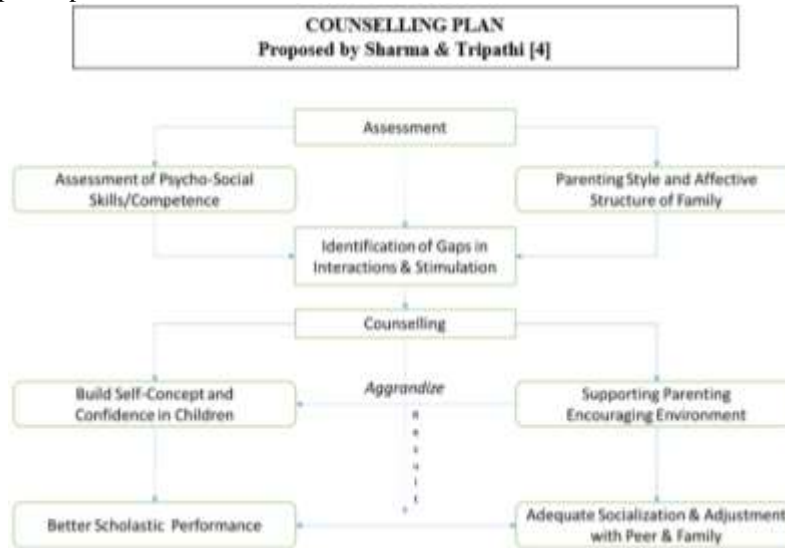 COUNSELLING PLAN
Proposed by Sharma & Tripathi [4]
Assessment
Assessment of Psycho-Social
Skills/Competence
Parenting Style and Affective
Structure of Family
Identification of Gaps in
Interactions & Stimulation
Counselling
Build Self-Concept and
Confidence in Children
Aggrandize
Supporting Parenting
Encouraging Environment
Result
Better Scholastic Performance
Adequate Socialization & Adjustment
with Peer & Family